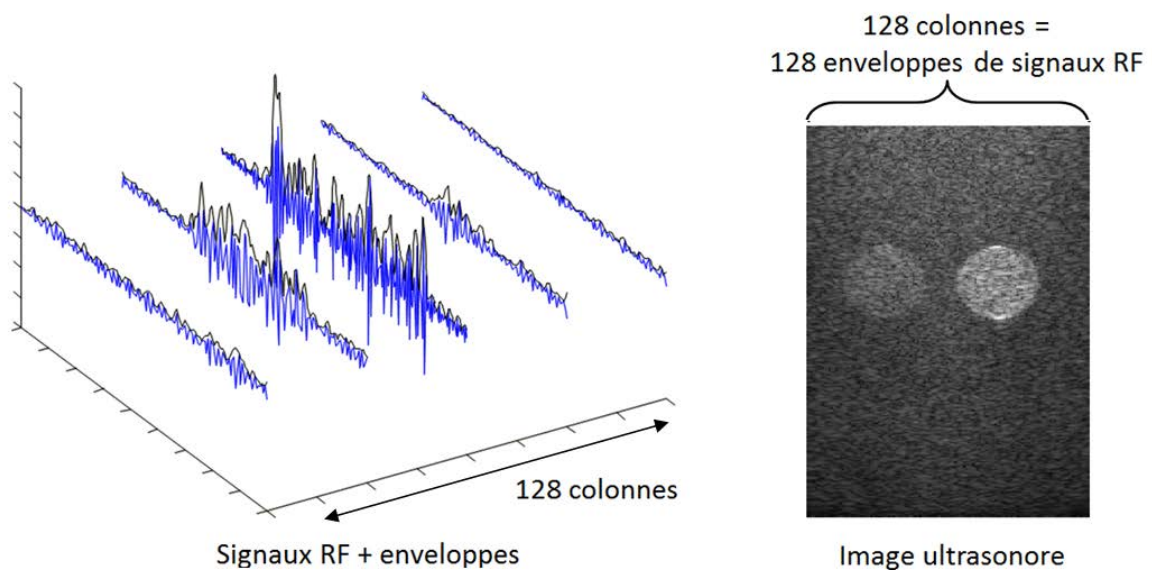 128 colonnes
Signaux RF + enveloppes
128 colonnes =
128 enveloppes de signaux RF
Image ultrasonore